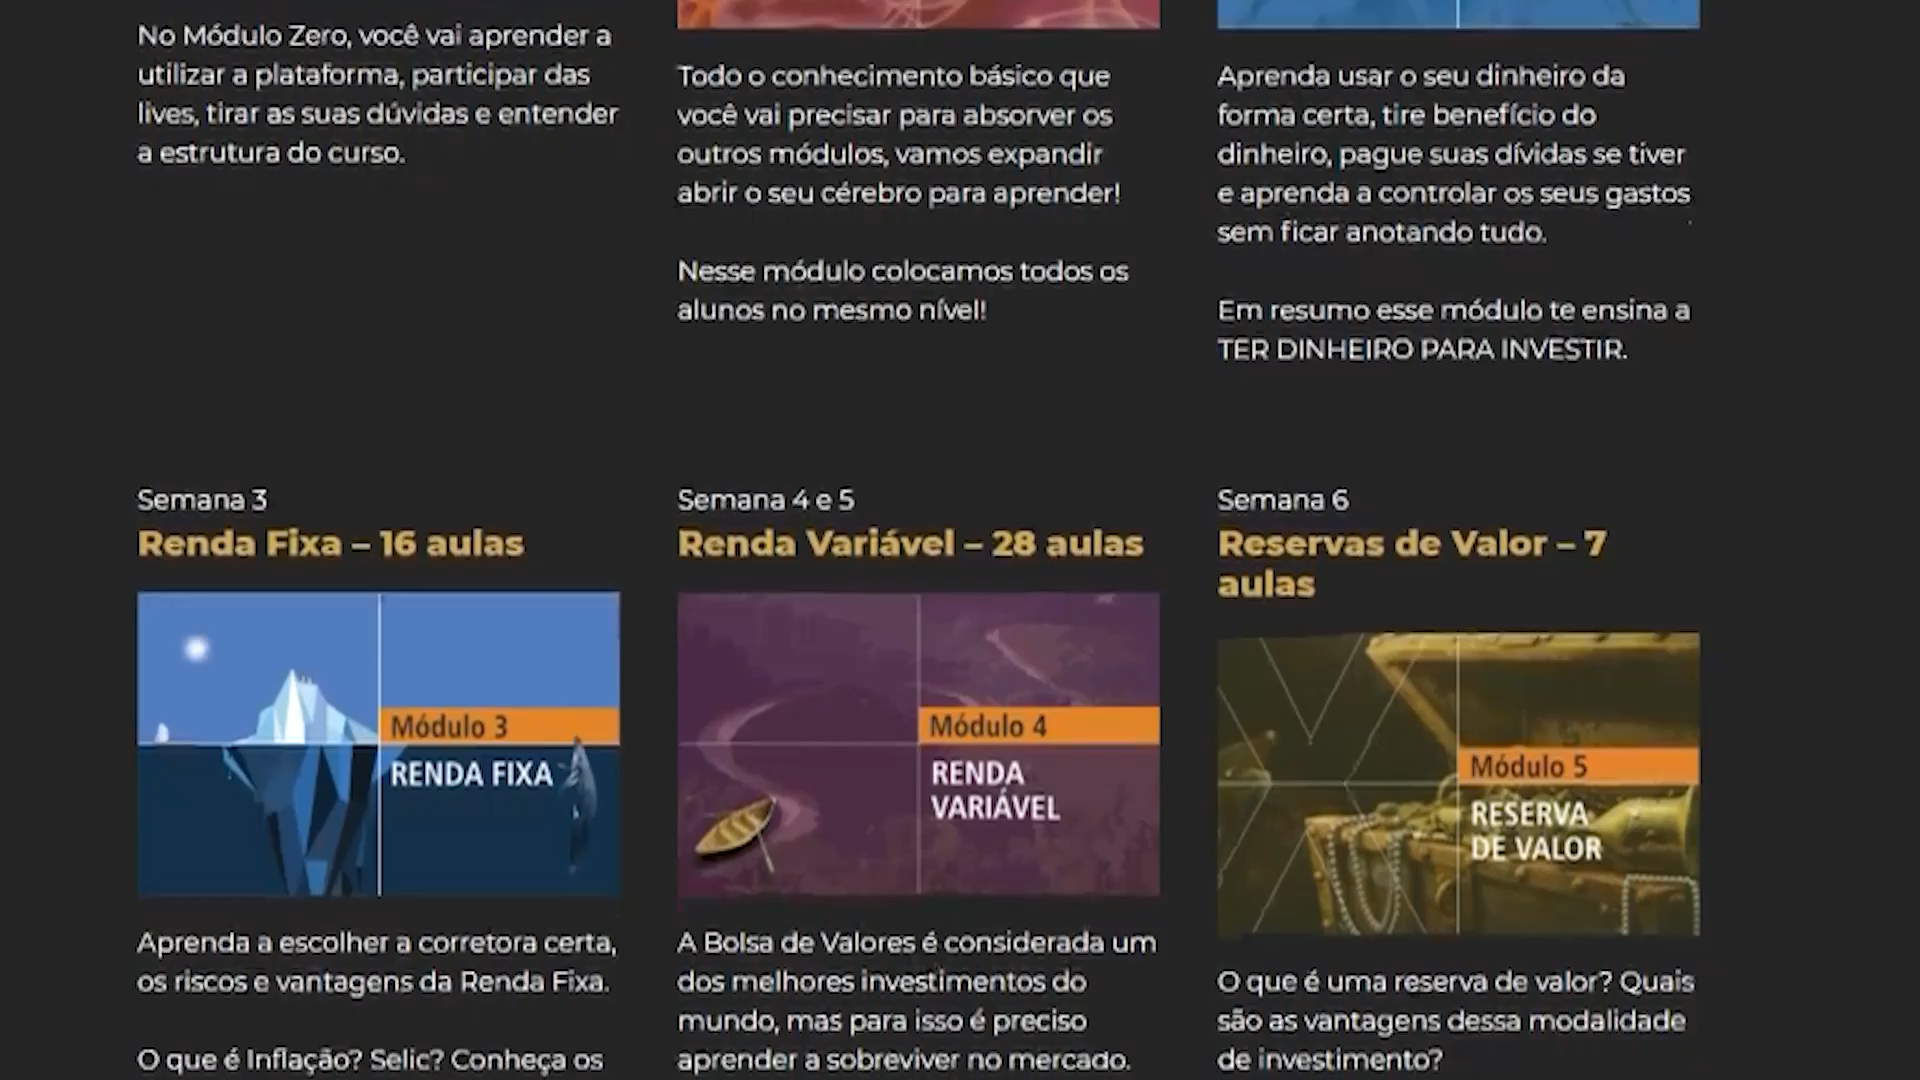 No Módulo Zero, você vai aprender a
utilizar a plataforma, participar das
lives, tirar as suas dúvidas e entender
a estrutura do curso.
Todo o conhecimento básico que
você vai precisar para absorver os
outros módulos, vamos expandir
abrir o seu cérebro para aprender!
Nesse módulo colocamos todos os
alunos no mesmo nível!
Aprenda usar o seu dinheiro da
forma certa, tire benefício do
dinheiro, pague suas dívidas se tiver
e aprenda a controlar os seus gastos
sem ficar anotando tudo.
Em resumo esse módulo te ensina a
TER DINHEIRO PARA INVESTIR.
Semana 3
Renda Fixa – 16 aulas
Módulo 3
RENDA FIXA
Aprenda a escolher a corretora certa,
os riscos e vantagens da Renda Fixa.
O que é Inflação? Selic? Conheça os
Semana 4 e 5
Renda Variável – 28 aulas
Módulo 4
RENDA
VARIÁVEL
A Bolsa de Valores é considerada um
dos melhores investimentos do
mundo, mas para isso é preciso
aprender a sobreviver no mercado.
Semana 6
Reservas de Valor – 7
aulas
Módulo 5
RESERVA
DE VALOR
O que é uma reserva de valor? Quais
são as vantagens dessa modalidade
de investimento?